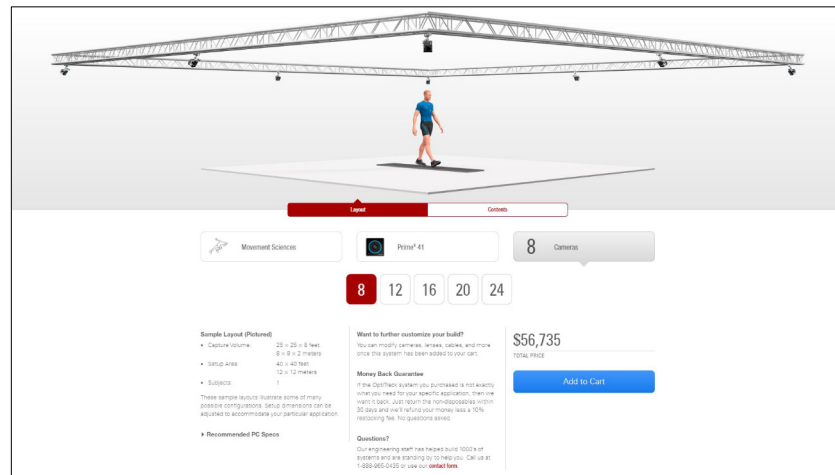 Layout
Contents
Movement Sciences
Prime˟ 41
8 Cameras
8
12
16
20
24
Sample Layout (Pictured)
• Capture Volume: 25 × 25 × 8 feet
8 × 8 × 2 meters
• Setup Area: 40 × 40 feet
12 × 12 meters
• Subjects: 1
These sample layouts illustrate some of many
possible configurations. Setup dimensions can be
adjusted to accommodate your particular application.
Recommended PC Specs
Want to further customize your build?
You can modify cameras, lenses, cables, and more
once this system has been added to your cart.
Money Back Guarantee
If the OptiTrack system you purchased is not exactly
what you need for your specific application, then we
want it back. Just return the non-disposables within
30 days and we'll refund your money less a 10%
restocking fee. No questions asked.
Questions?
Our engineering staff has helped build 1000's of
systems and are standing by to help you. Call us at
1-888-965-0435 or use our contact form.
$56,735
TOTAL PRICE
Add to Cart